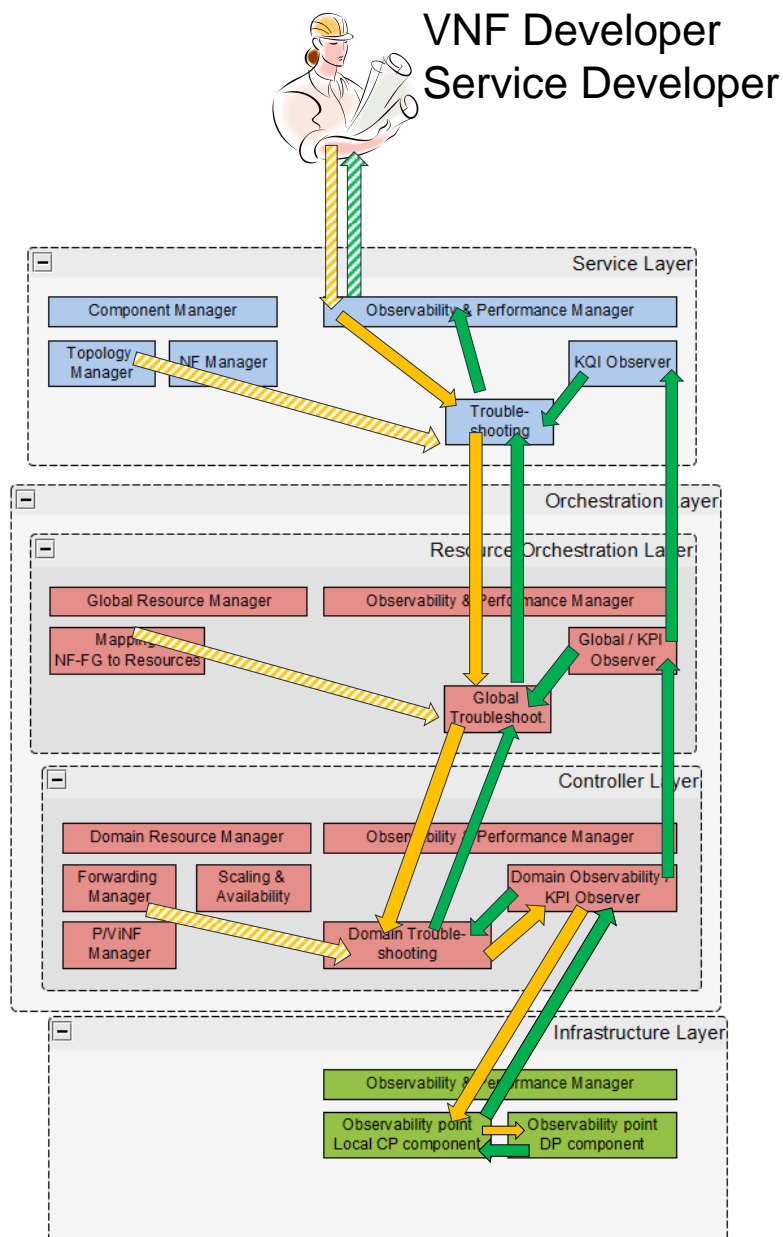 VNF Developer
Service Developer
Service Layer
Component Manager
Observability & Performance Manager
Topology
Manager
NF Manager
KQI Observer
Trouble-
shooting
Orchestration Layer
Resource Orchestration Layer
Global Resource Manager
Observability & Performance Manager
Mapping
NF-FG to Resources
Global / KPI
Observer
Global
Troubleshoot.
Controller Layer
Domain Resource Manager
Observability & Performance Manager
Forwarding
Manager
Scaling &
Availability
Domain Observability /
KPI Observer
P/ViNF
Manager
Domain Trouble-
shooting
Infrastructure Layer
Observability & Performance Manager
Observability point
Local CP component
Observability point
DP component